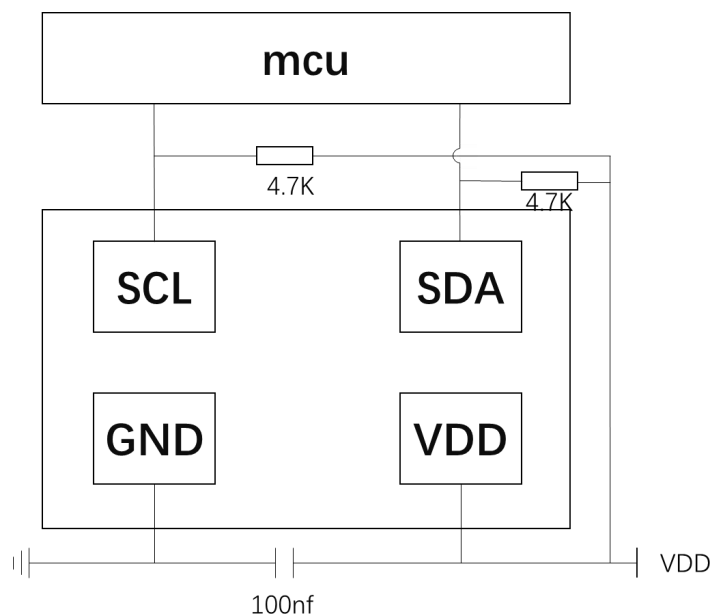 mcu
4.7K
4.7K
SCL
SDA
GND
VDD
VDD
100nf